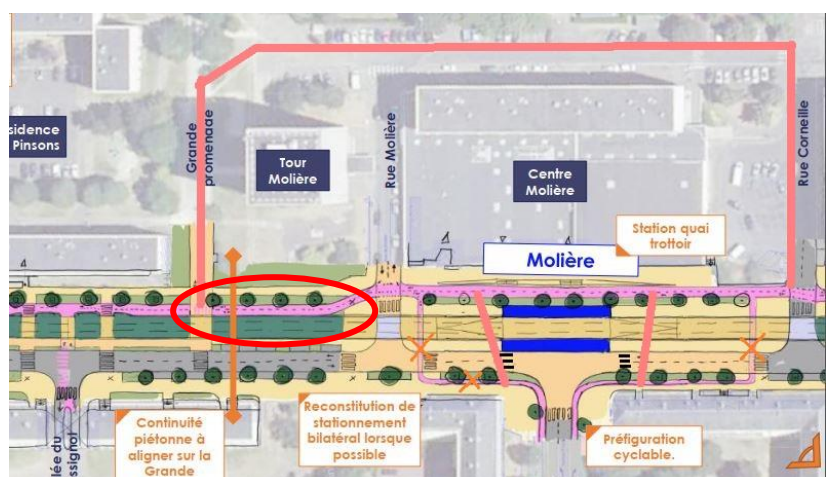 sidence
Pinsons
Grande
promenade
Tour
Molière
Rue Molière
Centre
Molière
Rue Corneille
Station quai
trottoir
Molière
Continuité
piétonne à
aligner sur la
Grande
Reconstitution de
stationnement
bilatéral lorsque
possible
Préfiguration
cyclable.
lée du
ssignol